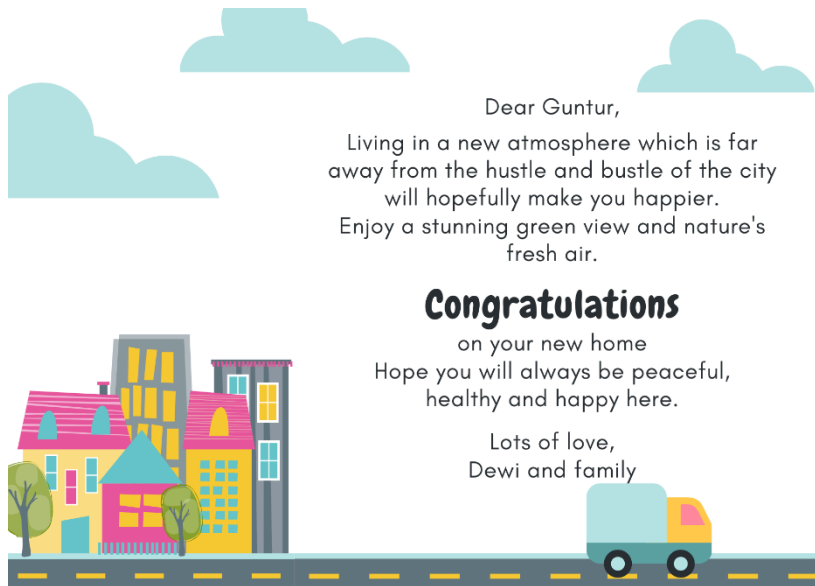 Dear Guntur,
Living in a new atmosphere which is far
away from the hustle and bustle of the city
will hopefully make you happier.
Enjoy a stunning green view and nature's
fresh air.
Congratulations
on your new home
Hope you will always be peaceful,
healthy and happy here.
Lots of love,
Dewi and family